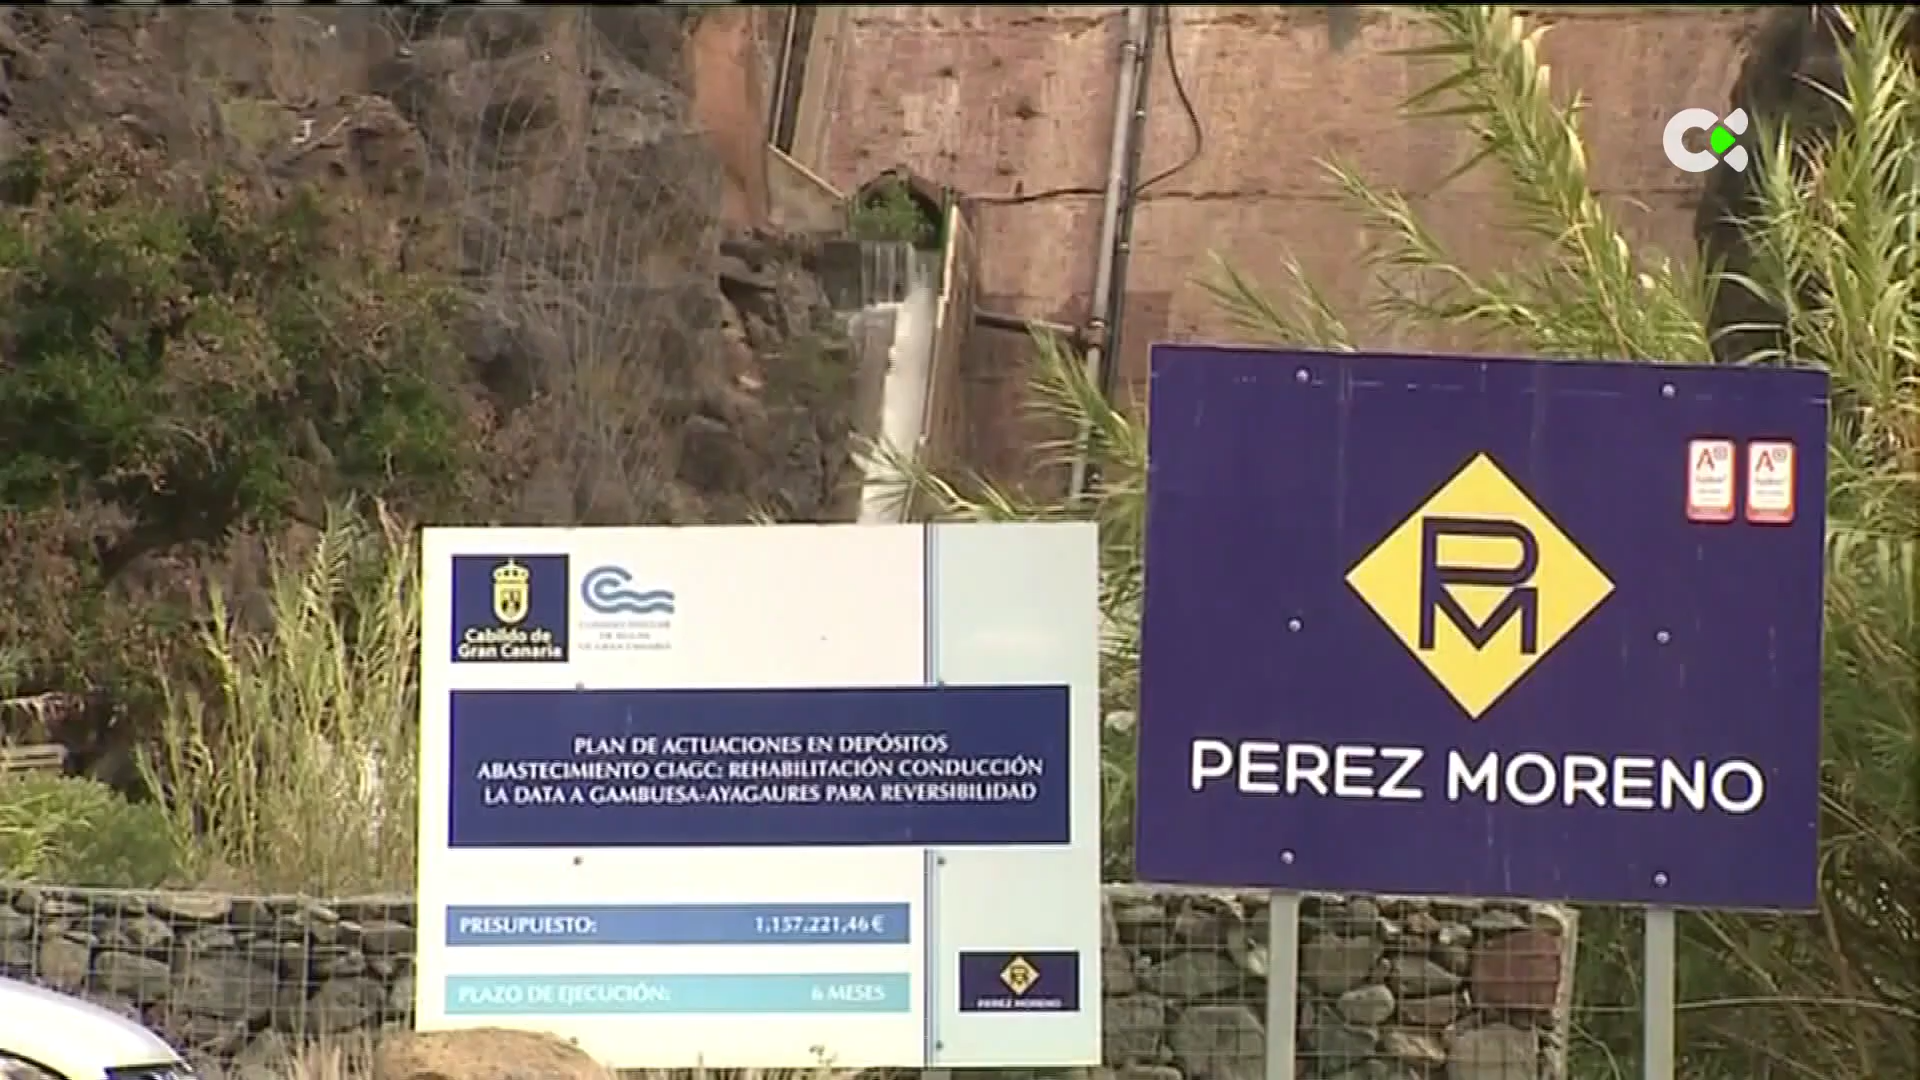 Cabildo de
Gran Canaria
PLAN DE ACTUACIONES EN DEPÓSITOS
ABASTECIMIENTO CIAGC: REHABILITACIÓN CONDUCCIÓN
LA DATA A GAMBUESA-AYAGAURES PARA REVERSIBILIDAD
PRESUPUESTO: 1.157.221,46 €
PLAZO DE EJECUCIÓN: 6 MESES
PEREZ MORENO
PM
PEREZ MORENO